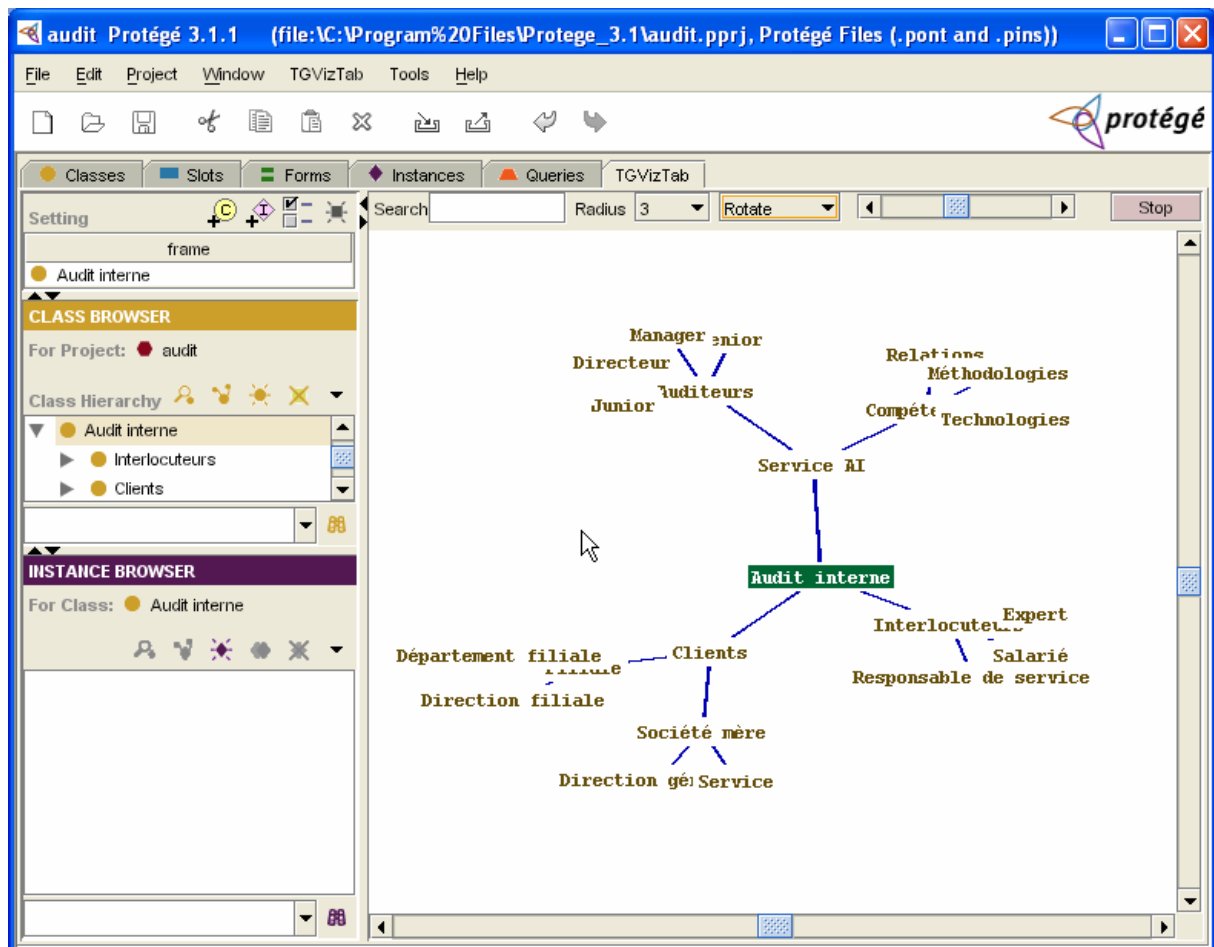 audit Protégé 3.1.1 (file:\C:\Program%20Files\Protege_3.1\audit.pprj, Protégé Files (.pont and .pins))
File Edit Project Window TGVizTab Tools Help
protégé
Classes Slots Forms Instances Queries TGVizTab
Setting
frame
Audit interne
CLASS BROWSER
For Project: audit
Class Hierarchy
Audit interne
Interlocuteurs
Clients
INSTANCE BROWSER
For Class: Audit interne
Search Radius 3 Rotate Stop
Manager
Directeur
Junior
Relations
Méthodologies
Technologies
Service AI
Audit interne
Expert
Salarié
Responsable de service
Clients
Département filiale
Direction filiale
Société mère
Direction
Service